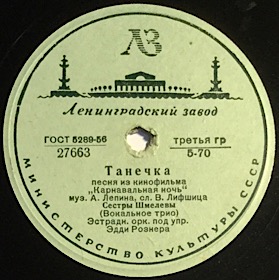 ЛЗ
Ленинградский завод
ГОСТ 5289-56
27663
третья гр
5-70
Танечка
песня из кинофильма
„Карнавальная ночь"
муз. А. Лепина, сл. В. Лифшица
Сестры Шмелевы
(Вокальное трио)
Эстрадн. орк. под упр.
Эдди Рознера
МИНИСТЕРСТВО КУЛЬТУРЫ СССР